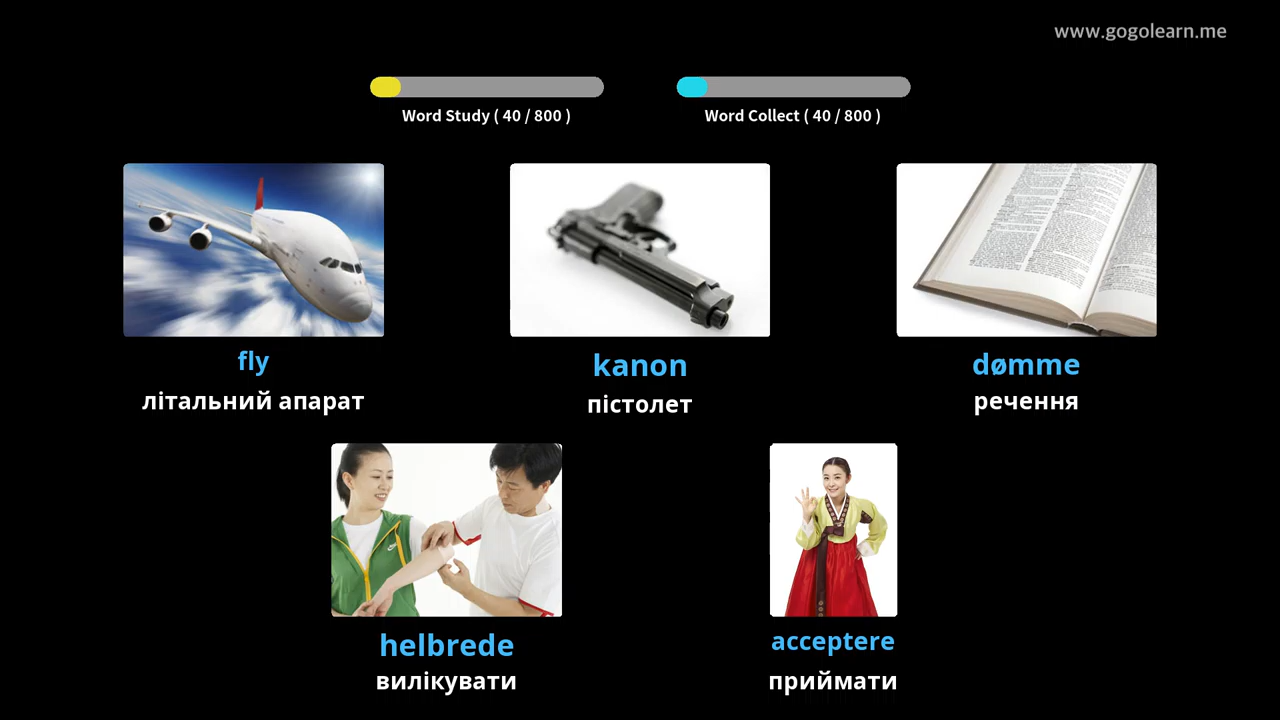 www.gogolearn.me
Word Study ( 40 / 800 )
Word Collect ( 40 / 800 )
fly
літальний апарат
kanon
пістолет
dømme
речення
helbrede
вилікувати
acceptere
приймати